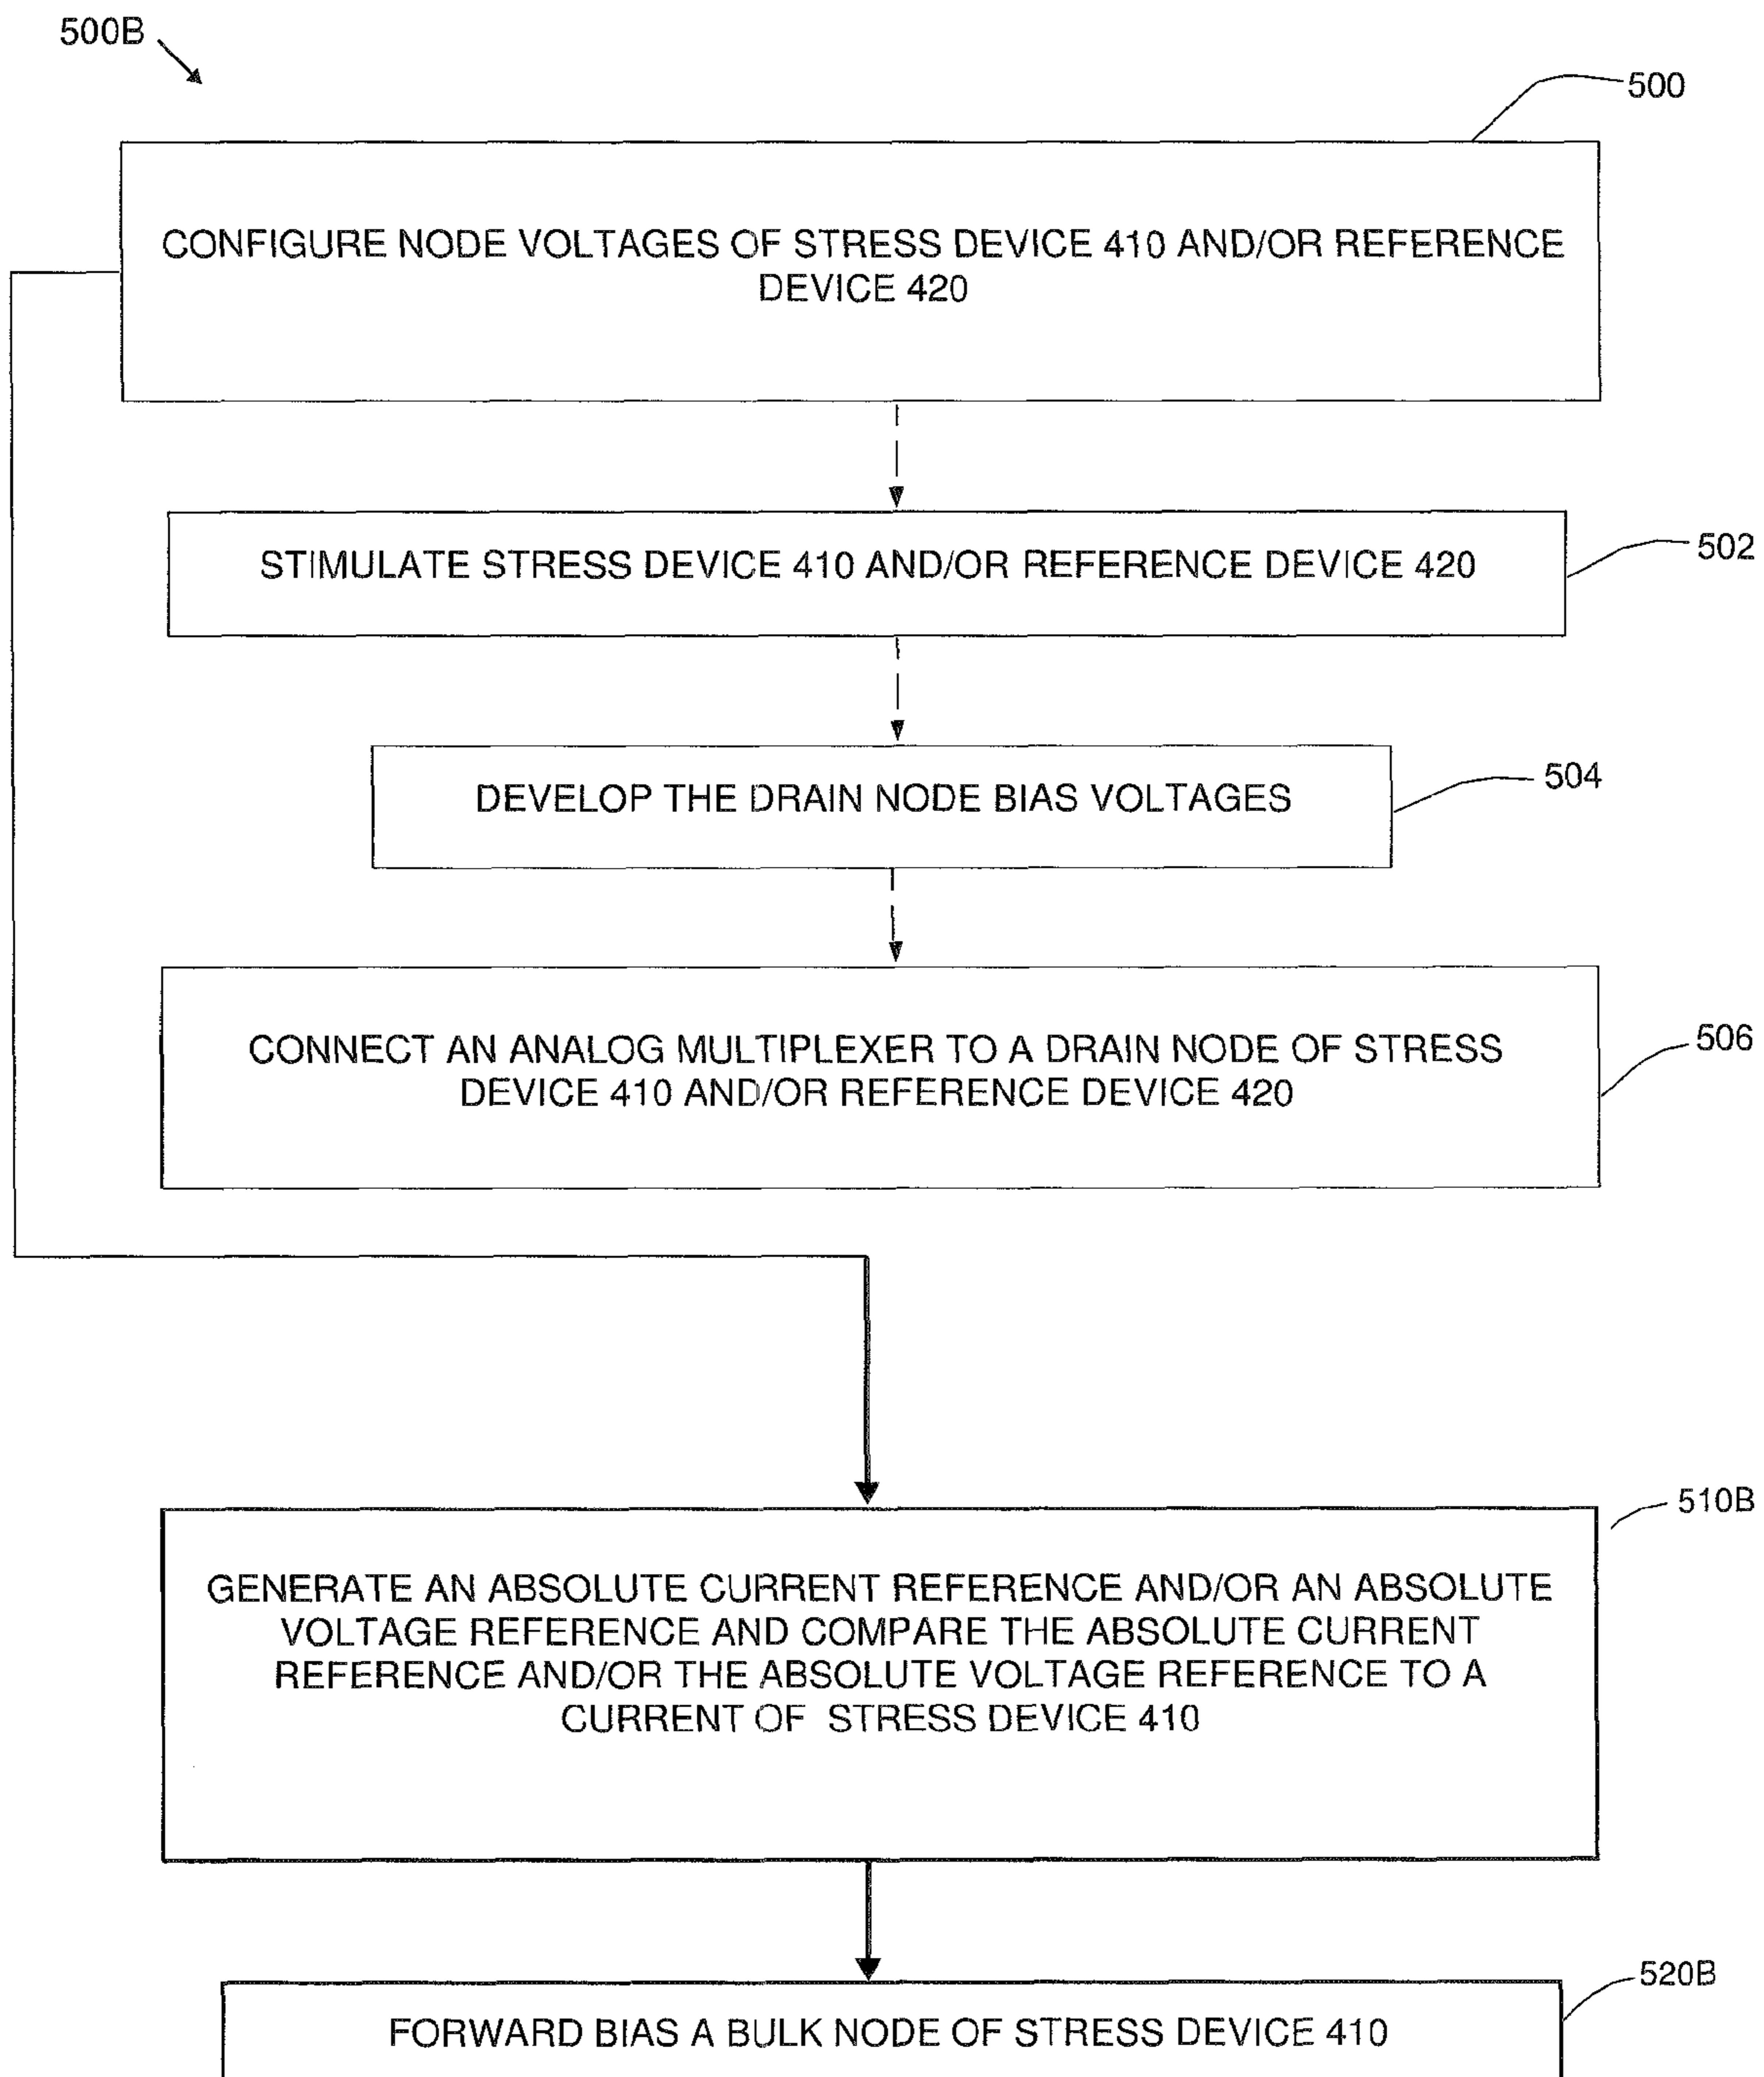 500B
500
CONFIGURE NODE VOLTAGES OF STRESS DEVICE 410 AND/OR REFERENCE
DEVICE 420
STIMULATE STRESS DEVICE 410 AND/OR REFERENCE DEVICE 420
502
DEVELOP THE DRAIN NODE BIAS VOLTAGES
504
CONNECT AN ANALOG MULTIPLEXER TO A DRAIN NODE OF STRESS
DEVICE 410 AND/OR REFERENCE DEVICE 420
506
510B
GENERATE AN ABSOLUTE CURRENT REFERENCE AND/OR AN ABSOLUTE
VOLTAGE REFERENCE AND COMPARE THE ABSOLUTE CURRENT
REFERENCE AND/OR THE ABSOLUTE VOLTAGE REFERENCE TO A
CURRENT OF STRESS DEVICE 410
520B
FORWARD BIAS A BULK NODE OF STRESS DEVICE 410